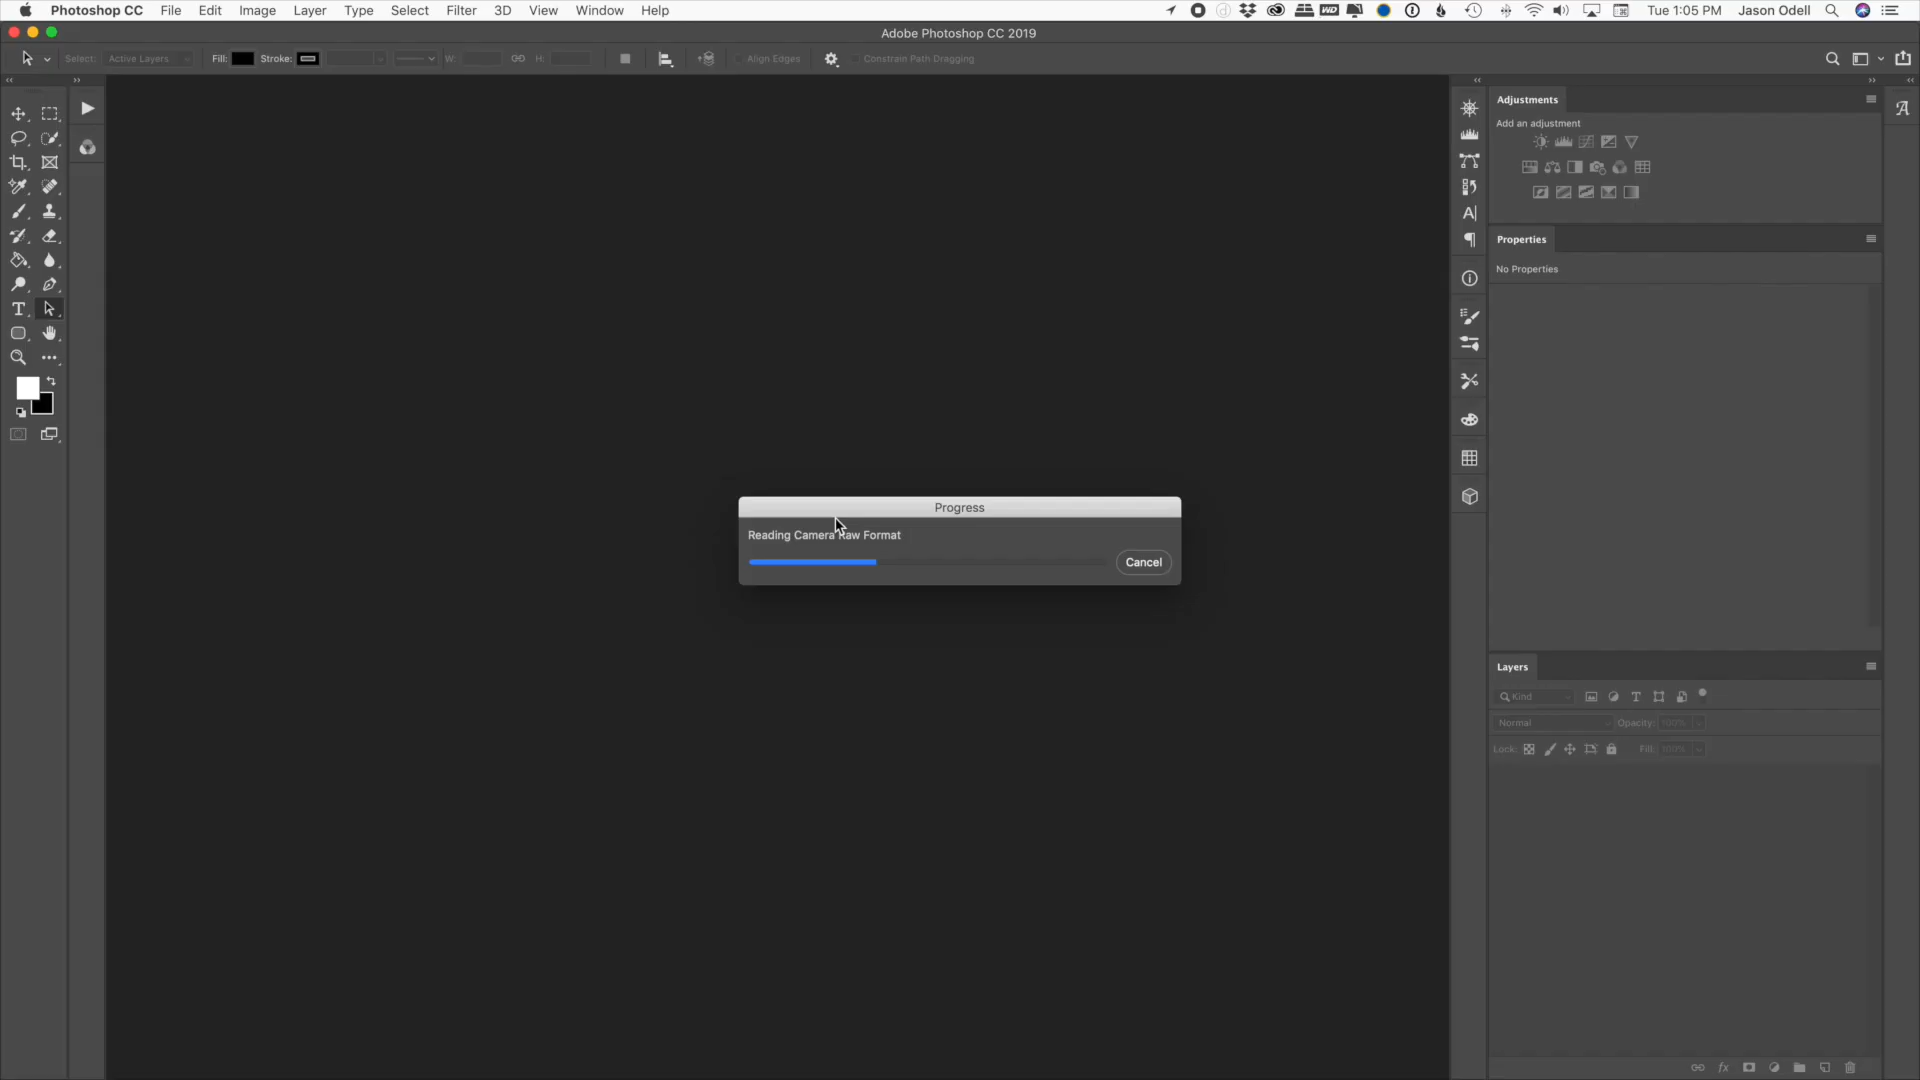 Photoshop CC File Edit Image Layer Type Select Filter 3D View Window Help Tue 1:05 PM Jason Odell
Adobe Photoshop CC 2019
Select: Active Layers Fill: Stroke: W: H: Align Edges Constrain Path Dragging
Adjustments
Add an adjustment
Properties
No Properties
Progress
Reading Camera Raw Format
Cancel
Layers
Kind
Normal Opacity: 100%
Lock: Fill: 100%